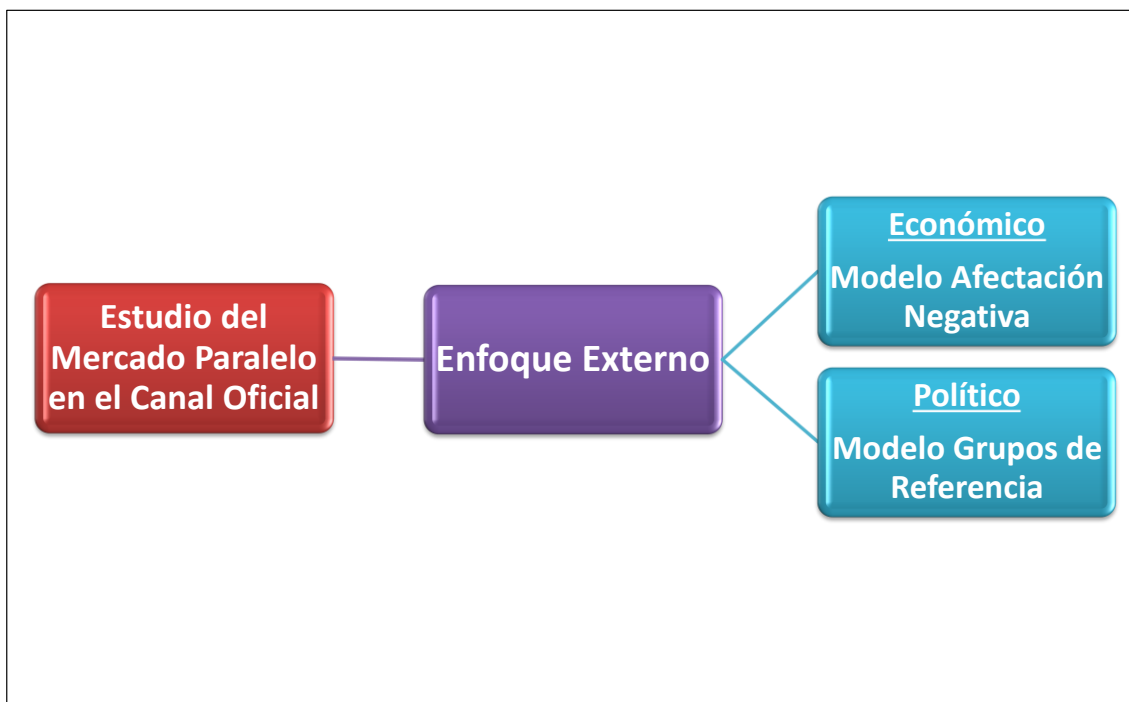 Estudio del
Mercado Paralelo
en el Canal Oficial
Enfoque Externo
Económico
Modelo Afectación
Negativa
Político
Modelo Grupos de
Referencia